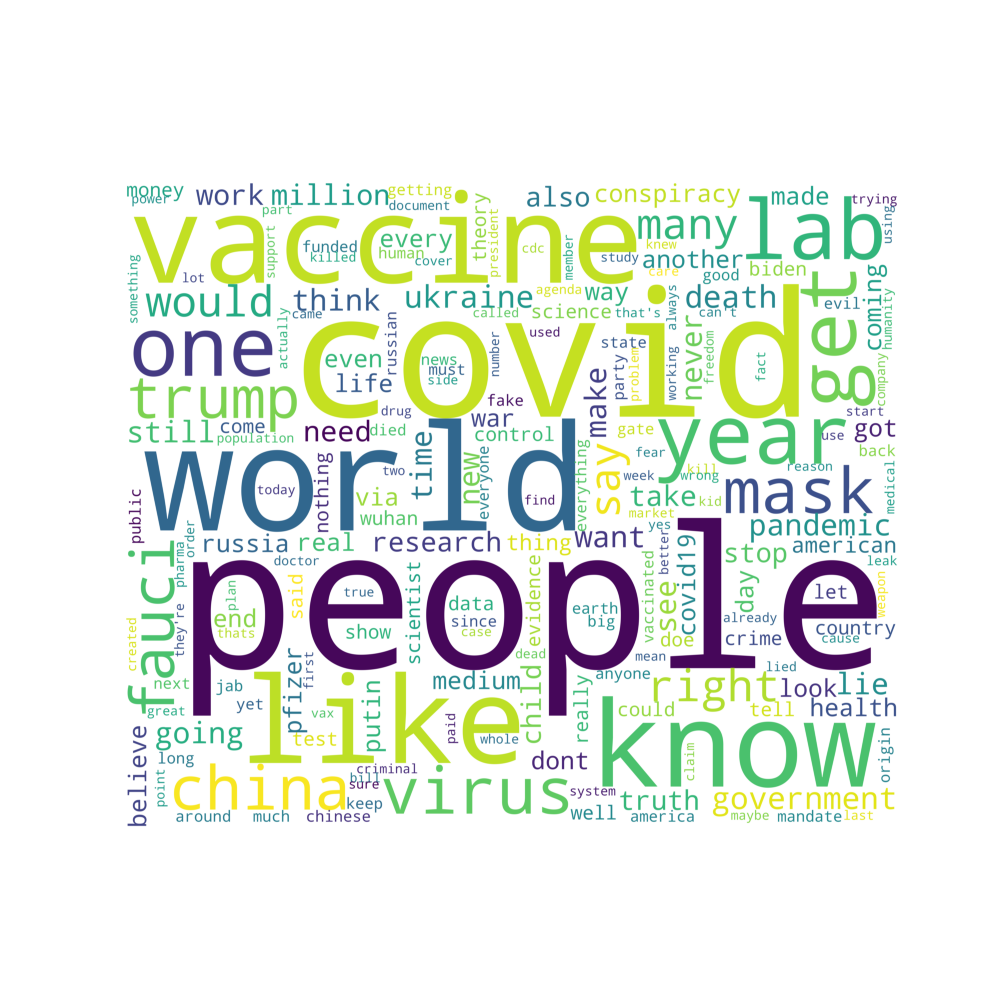 money
power
work
million
getting
document
part
theory
president
also
conspiracy
made
trying
using
vaccine
many
lab
something
lot
support
funded
killed
every
human
cover
cdc
member
study
knew
care
another
good
biden
get
coming
humanity
would
came
think
ukraine
agenda
called
way
science
that's
death
can't
always
never
evil
one
actually
even
life
russian
news
must
side
number
used
covid
state
party
problem
working
freedom
fact
company
trump
drug
fake
make
start
still
come
population
need
died
time
war
control
gate
year
use
got
back
world
today
nothing
two
via
wuhan
new
everyone
find
everything
say
fear
week
take
kill
wrong
kid
market
mask
reason
medical
public
order
pharma
russia
real
research
thing
want
yes
better
covid19
stop
pandemic
american
leak
weapon
fauci
they're
created
doctor
people
true
end
plan
thats
show
said
scientist
data
since
case
evidence
earth
big
vaccinated
see
doe
day
already
let
crime
country
cause
next
great
jab
yet
pfizer
first
like
vax
test
putin
medium
dead
child
really
mean
anyone
could
right
tell
lied
look
lie
health
know
believe
going
long
point
china
paid
whole
dont
criminal
bill
sure
keep
virus
system
claim
origin
around
much
chinese
well
america
truth
maybe
government
mandate
last